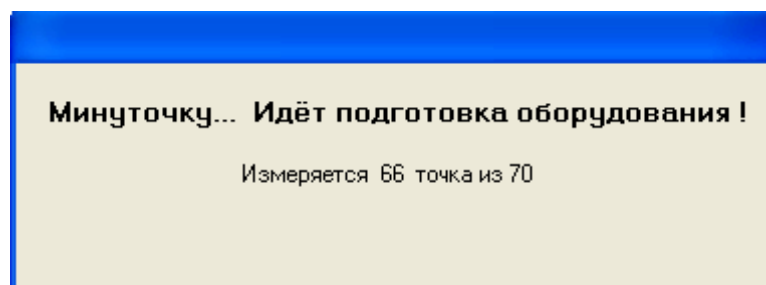 Минуточку... Идёт подготовка оборудования !
Измеряется 66 точка из 70